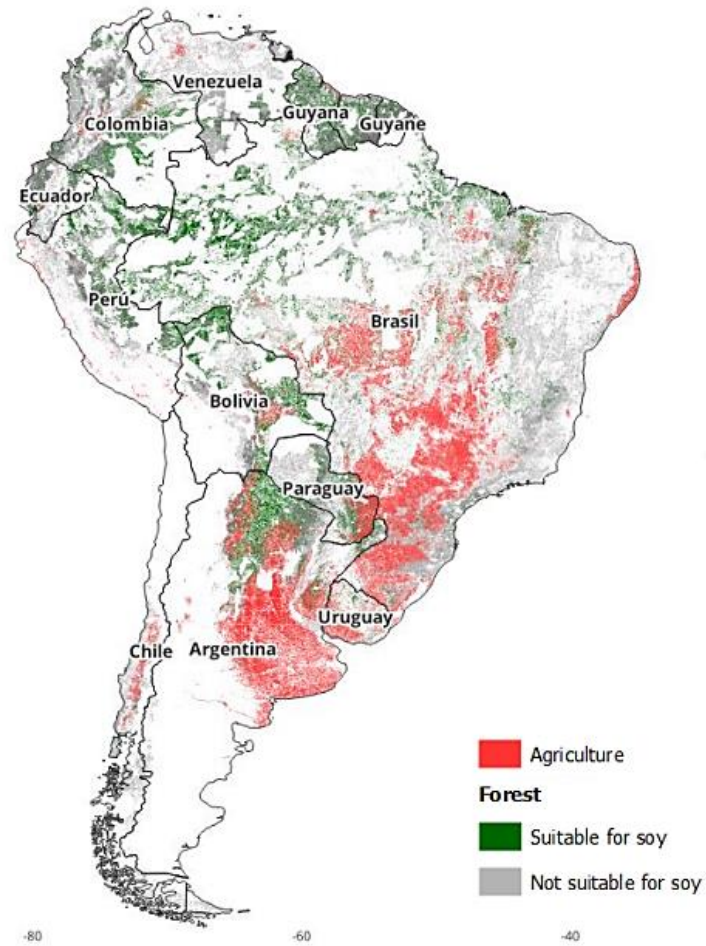 Venezuela
Guyana
Guyane
Colombia
Ecuador
Perú
Brasil
Bolivia
Paraguay
Uruguay
Chile
Argentina
Agriculture
Forest
Suitable for soy
Not suitable for soy
-80
-60
-40